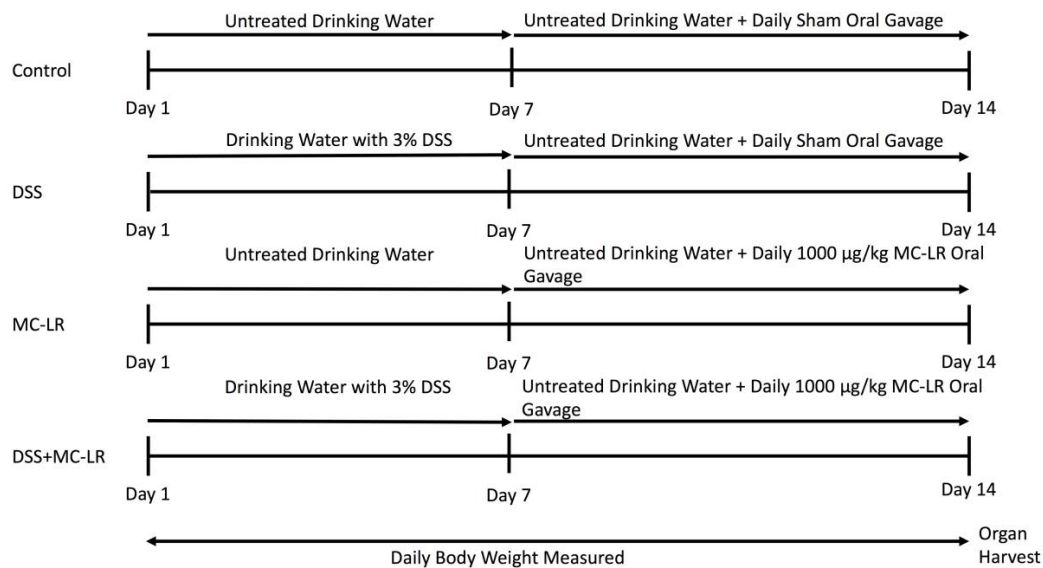 Untreated Drinking Water
Untreated Drinking Water + Daily Sham Oral Gavage
Control
Day 1
Day 7
Day 14
Drinking Water with 3% DSS
Untreated Drinking Water + Daily Sham Oral Gavage
DSS
Day 1
Day 7
Day 14
Untreated Drinking Water
Untreated Drinking Water + Daily 1000 µg/kg MC-LR Oral
Gavage
MC-LR
Day 1
Day 7
Day 14
Drinking Water with 3% DSS
Untreated Drinking Water + Daily 1000 µg/kg MC-LR Oral
Gavage
DSS+MC-LR
Day 1
Day 7
Day 14
Daily Body Weight Measured
Organ
Harvest